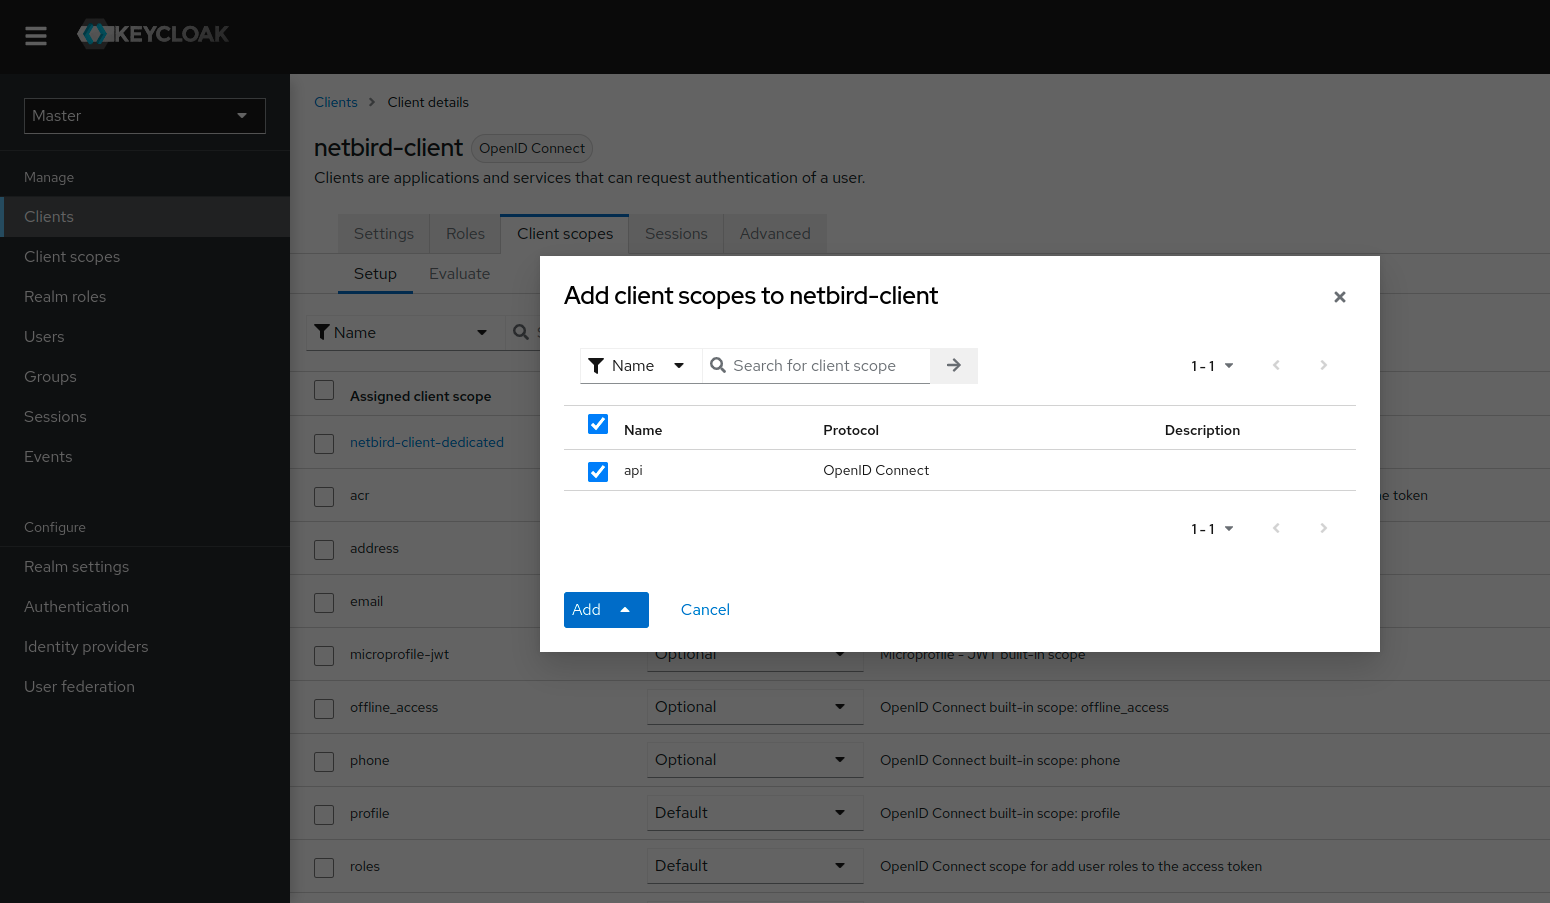 KEYCLOAK
Master
Manage
Clients
Client scopes
Realm roles
Users
Groups
Sessions
Events
Configure
Realm settings
Authentication
Identity providers
User federation
Clients > Client details
netbird-client OpenID Connect
Clients are applications and services that can request authentication of a user.
Settings Roles Client scopes Sessions Advanced
Setup Evaluate
Name
Assigned client scope
netbird-client-dedicated
acr token
address
email
microprofile-jwt Optional Microprofile - JWT built-in scope
offline_access Optional OpenID Connect built-in scope: offline_access
phone Optional OpenID Connect built-in scope: phone
profile Default OpenID Connect built-in scope: profile
roles Default OpenID Connect scope for add user roles to the access token
Add client scopes to netbird-client
Name Search for client scope 1 - 1
Name Protocol Description
api OpenID Connect
1 - 1
Add Cancel